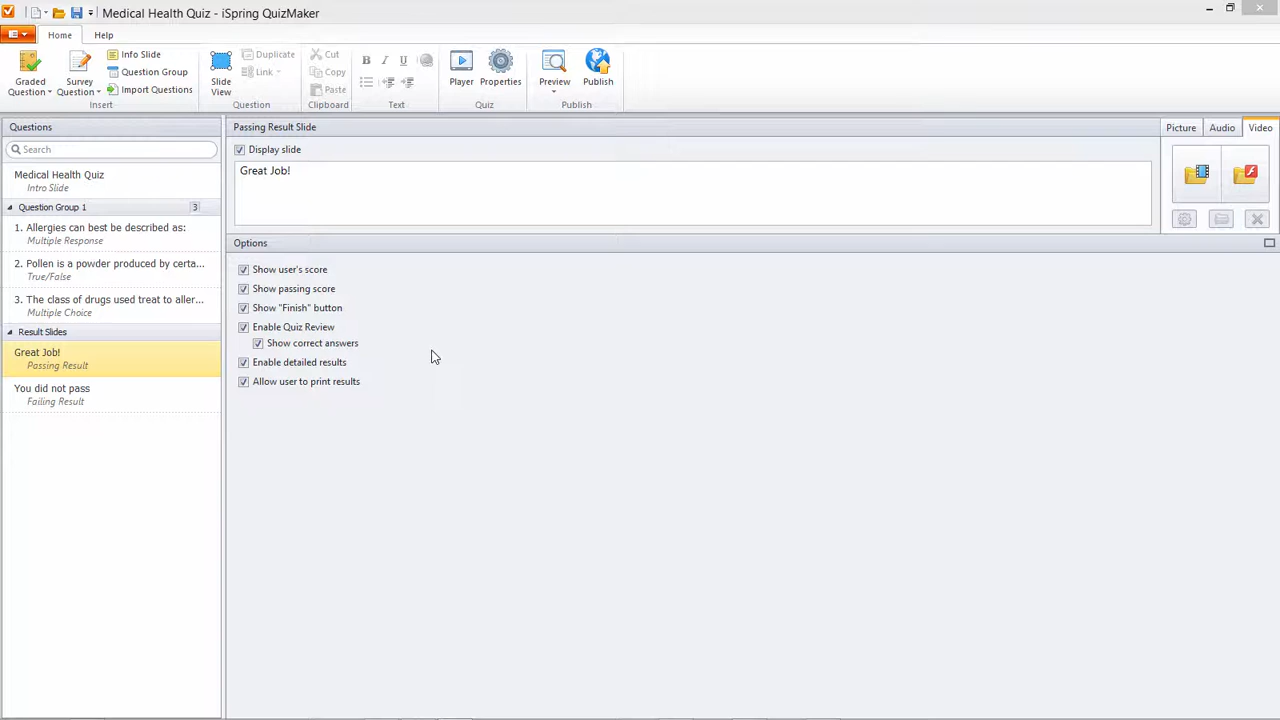 Medical Health Quiz - iSpring QuizMaker
Home
Help
Graded
Question
Survey
Question
Info Slide
Question Group
Import Questions
Insert
Slide
View
Duplicate
Link
Question
Cut
Copy
Paste
Clipboard
B I U
Text
Player
Properties
Quiz
Preview
Publish
Publish
Questions
Search
Medical Health Quiz
Intro Slide
Question Group 1
3
1. Allergies can best be described as:
Multiple Response
2. Pollen is a powder produced by certa...
True/False
3. The class of drugs used treat to aller...
Multiple Choice
Result Slides
Great Job!
Passing Result
You did not pass
Failing Result
Passing Result Slide
Display slide
Great Job!
Picture
Audio
Video
Options
Show user's score
Show passing score
Show "Finish" button
Enable Quiz Review
Show correct answers
Enable detailed results
Allow user to print results